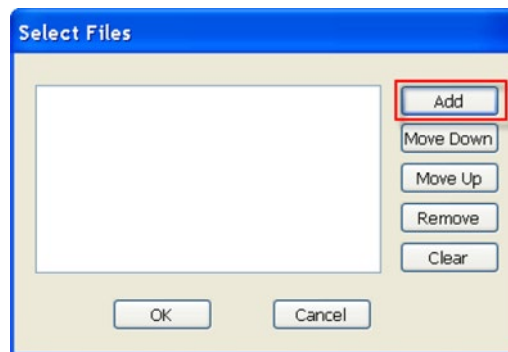 Select Files
Add
Move Down
Move Up
Remove
Clear
OK
Cancel